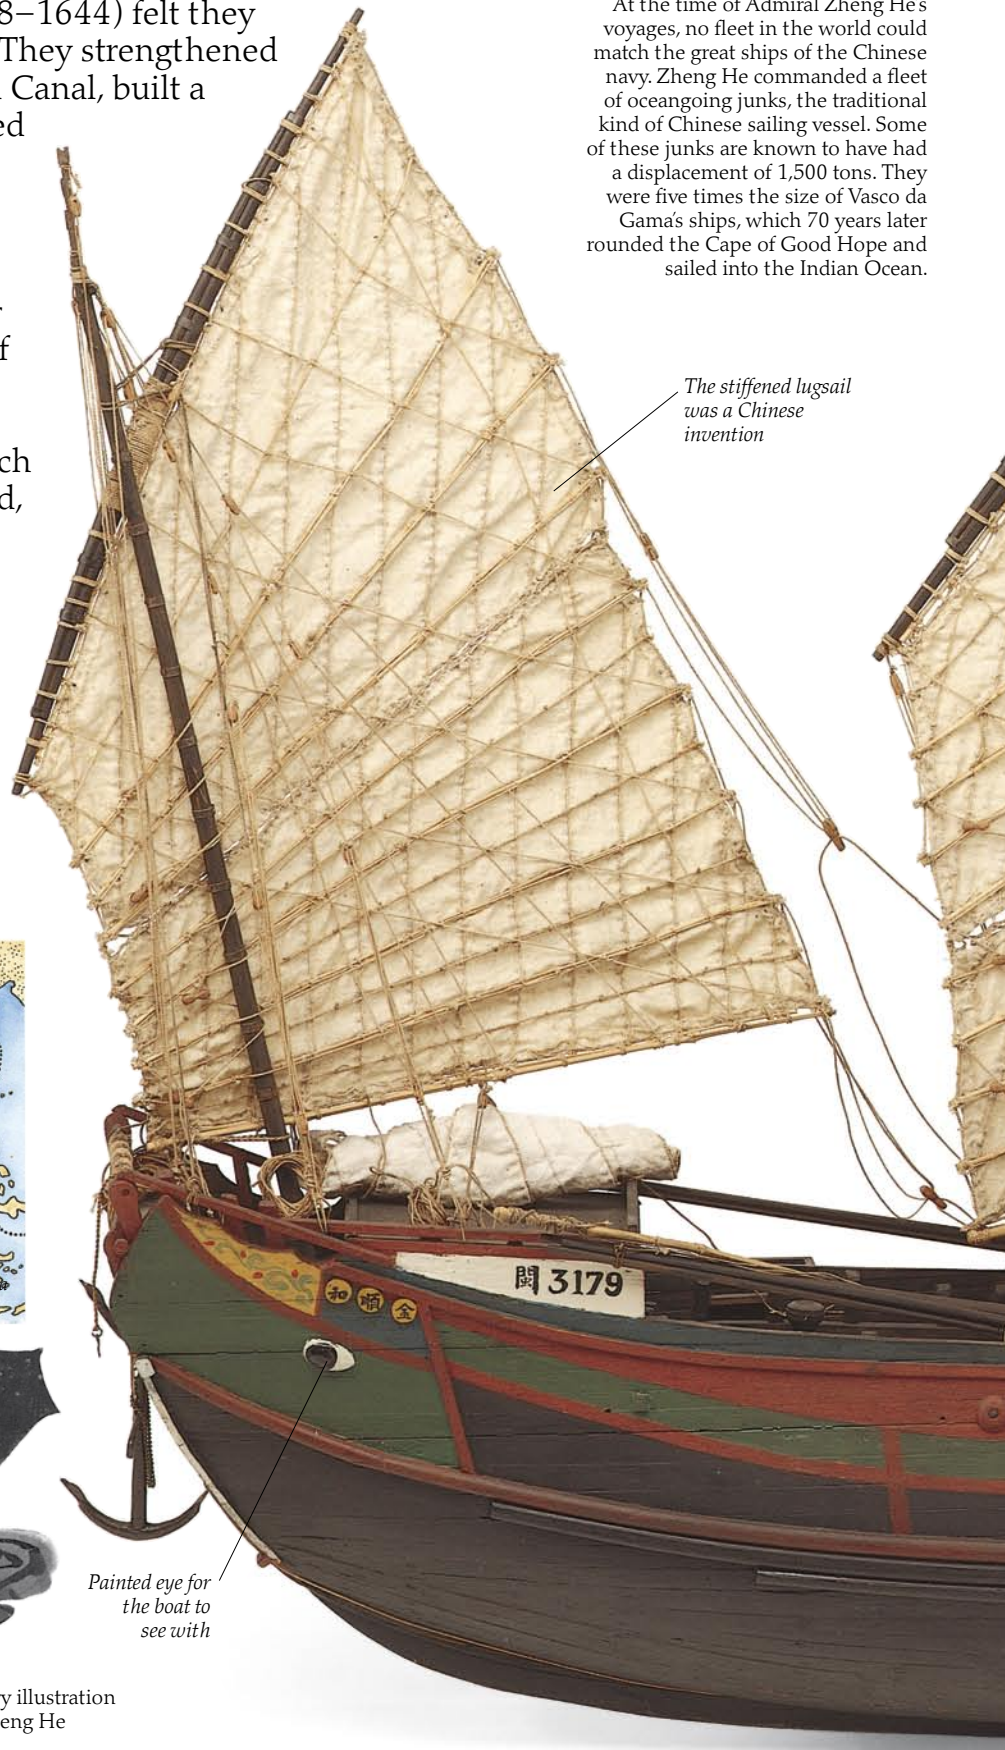 8–1644) felt they
They strengthened
Canal, built a
ed
f
ch
d,
At the time of Admiral Zheng He's
voyages, no fleet in the world could
match the great ships of the Chinese
navy. Zheng He commanded a fleet
of oceangoing junks, the traditional
kind of Chinese sailing vessel. Some
of these junks are known to have had
a displacement of 1,500 tons. They
were five times the size of Vasco da
Gama's ships, which 70 years later
rounded the Cape of Good Hope and
sailed into the Indian Ocean.
The stiffened lugsail
was a Chinese
invention
閩 3179
和 順 金
Painted eye for
the boat to
see with
y illustration
eng He